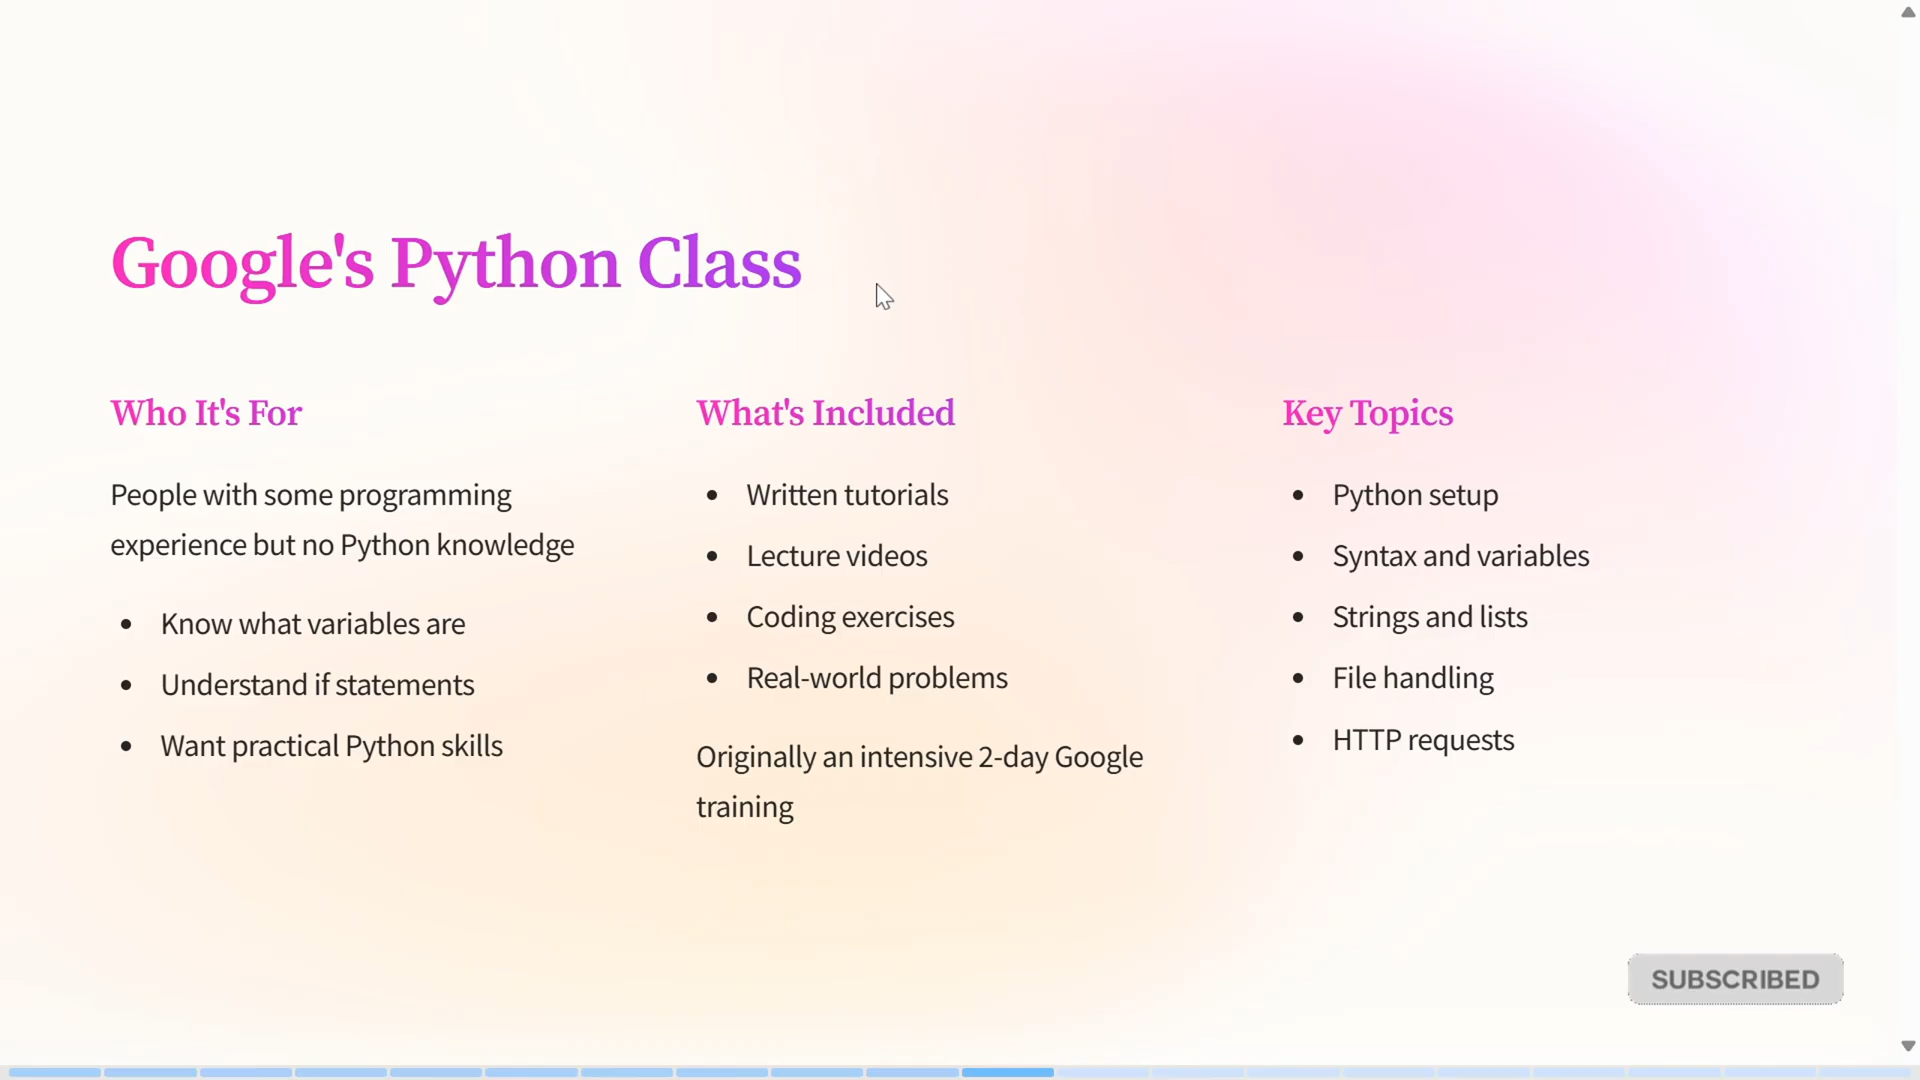 Google's Python Class
Who It's For
People with some programming
experience but no Python knowledge
Know what variables are
Understand if statements
Want practical Python skills
What's Included
Written tutorials
Lecture videos
Coding exercises
Real-world problems
Originally an intensive 2-day Google
training
Key Topics
Python setup
Syntax and variables
Strings and lists
File handling
HTTP requests
SUBSCRIBED